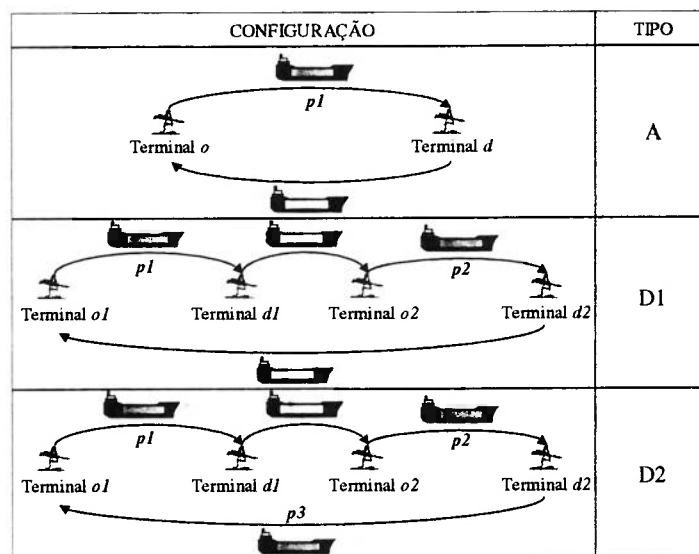 CONFIGURAÇÃO TIPO
p1
Terminal o Terminal d
A
p1 p2
Terminal o1 Terminal d1 Terminal o2 Terminal d2
D1
p1 p2
Terminal o1 Terminal d1 Terminal o2 Terminal d2
D2
p3